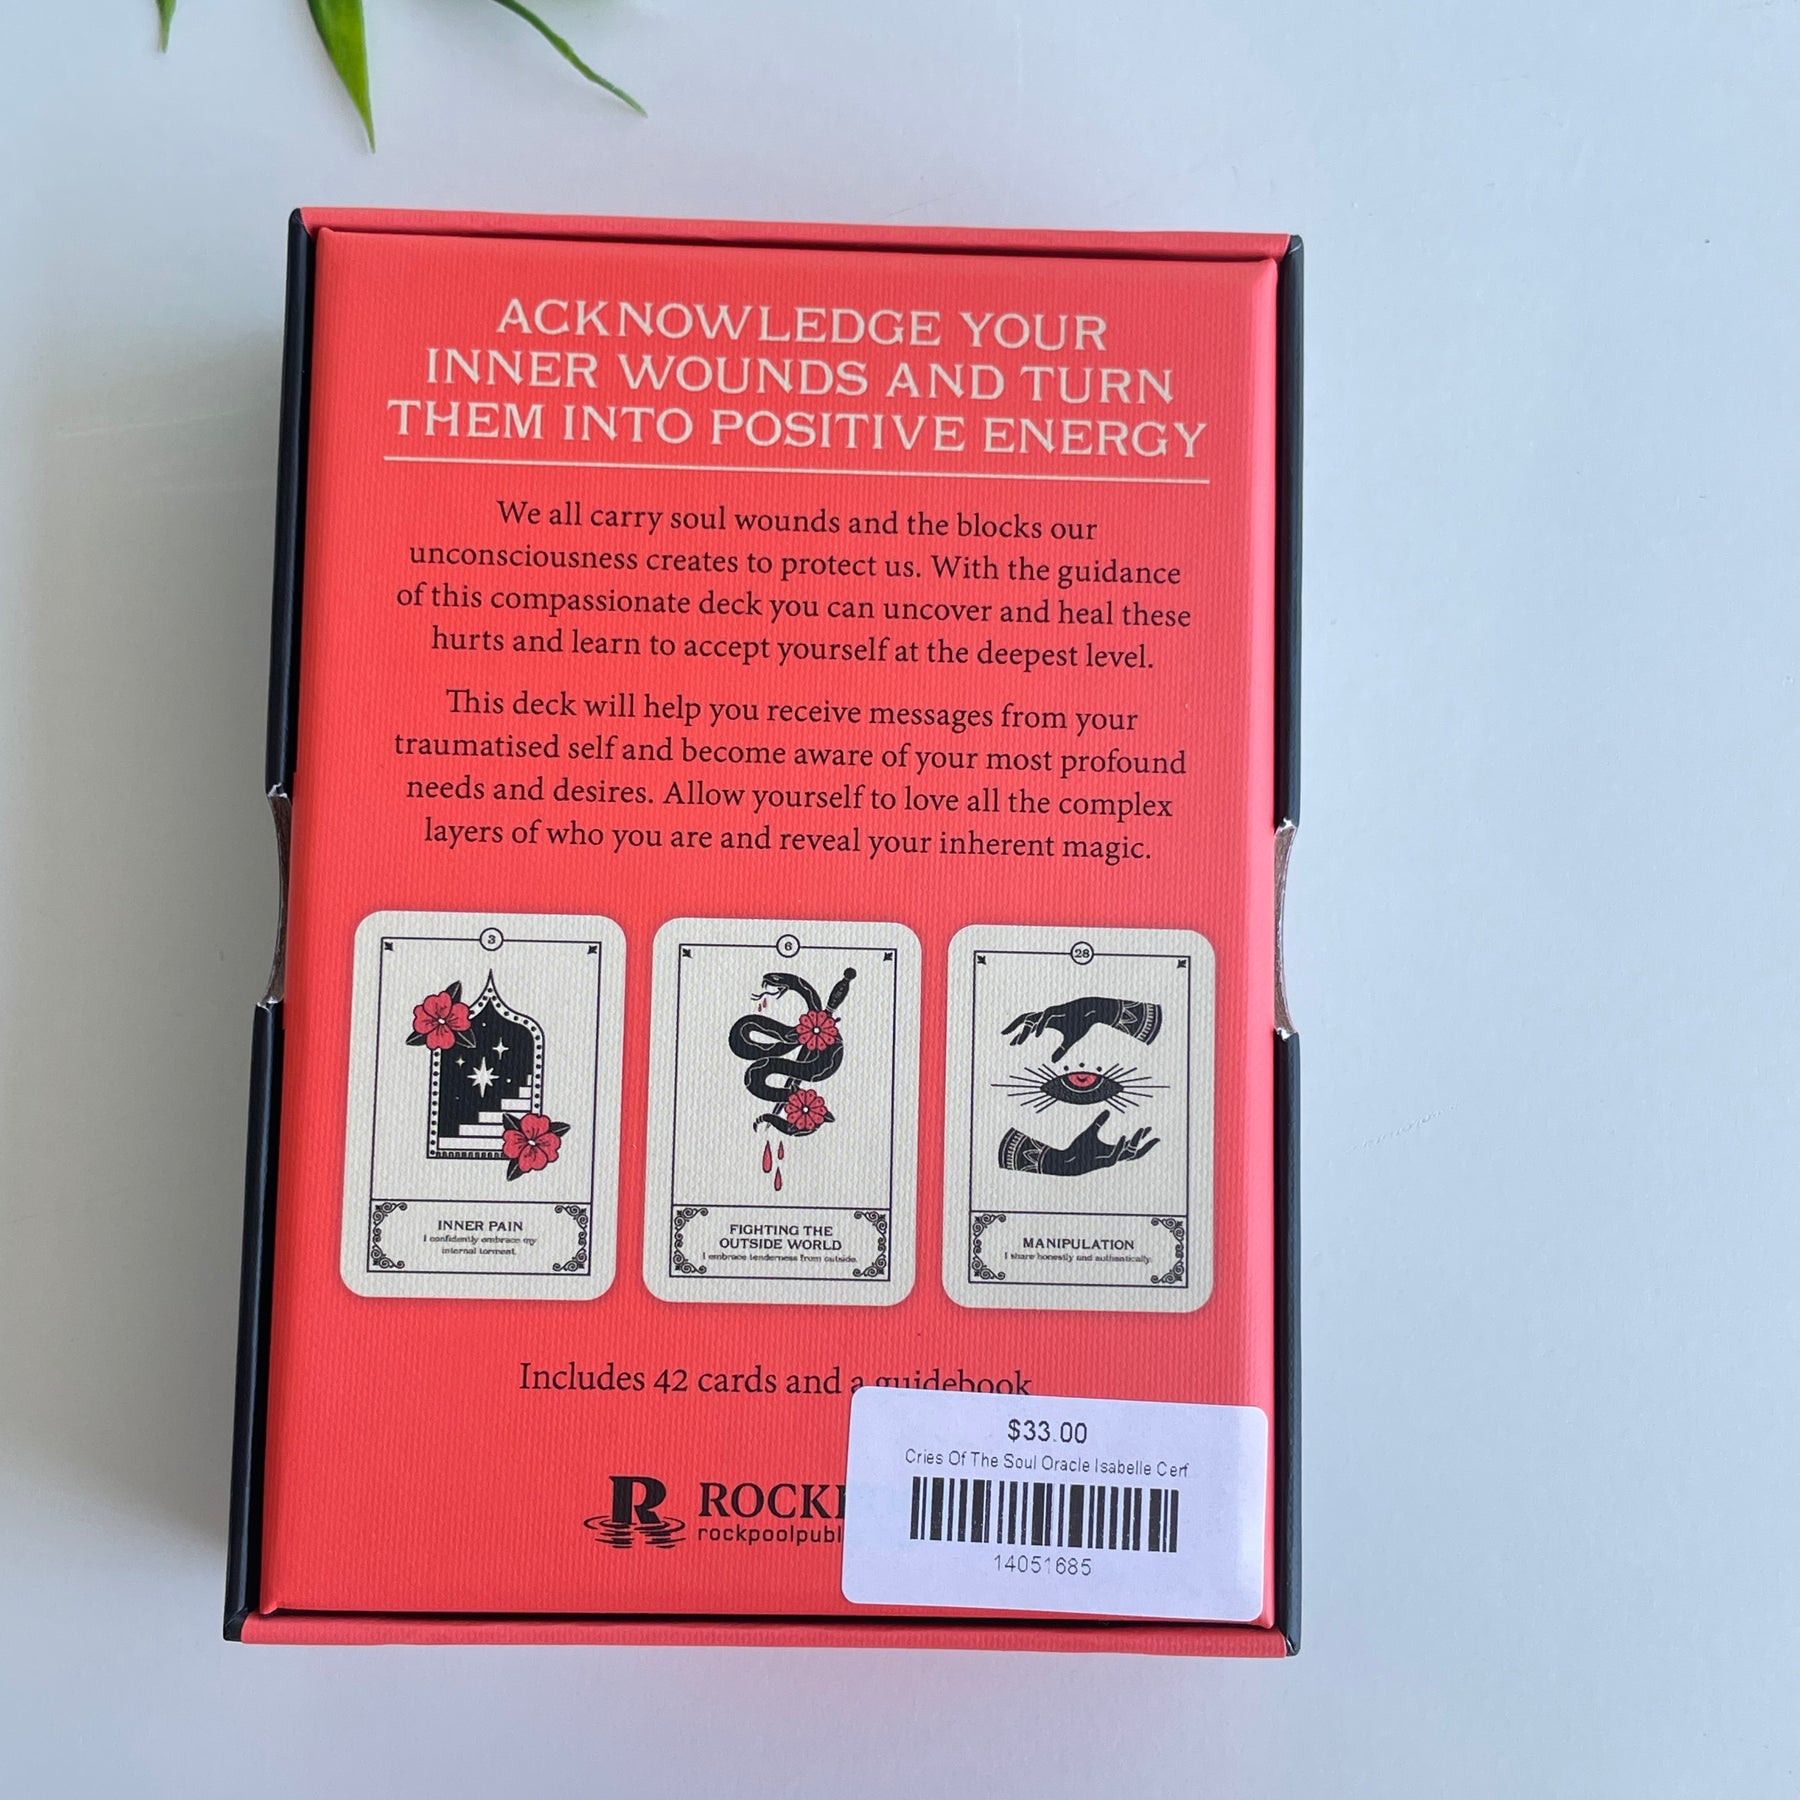 ACKNOWLEDGE YOUR
INNER WOUNDS AND TURN
THEM INTO POSITIVE ENERGY
We all carry soul wounds and the blocks our
unconsciousness creates to protect us. With the guidance
of this compassionate deck you can uncover and heal these
hurts and learn to accept yourself at the deepest level.
This deck will help you receive messages from your
traumatised self and become aware of your most profound
needs and desires. Allow yourself to love all the complex
layers of who you are and reveal your inherent magic.
3
INNER PAIN
I confidently embrace my
internal torment.
6
FIGHTING THE
OUTSIDE WORLD
I embrace tenderness from outside.
28
MANIPULATION
I share honestly and authentically.
Includes 42 cards and a guidebook
R ROCK
rockpoolpubl
$33.00
Cries Of The Soul Oracle Isabelle Cerf
14051685